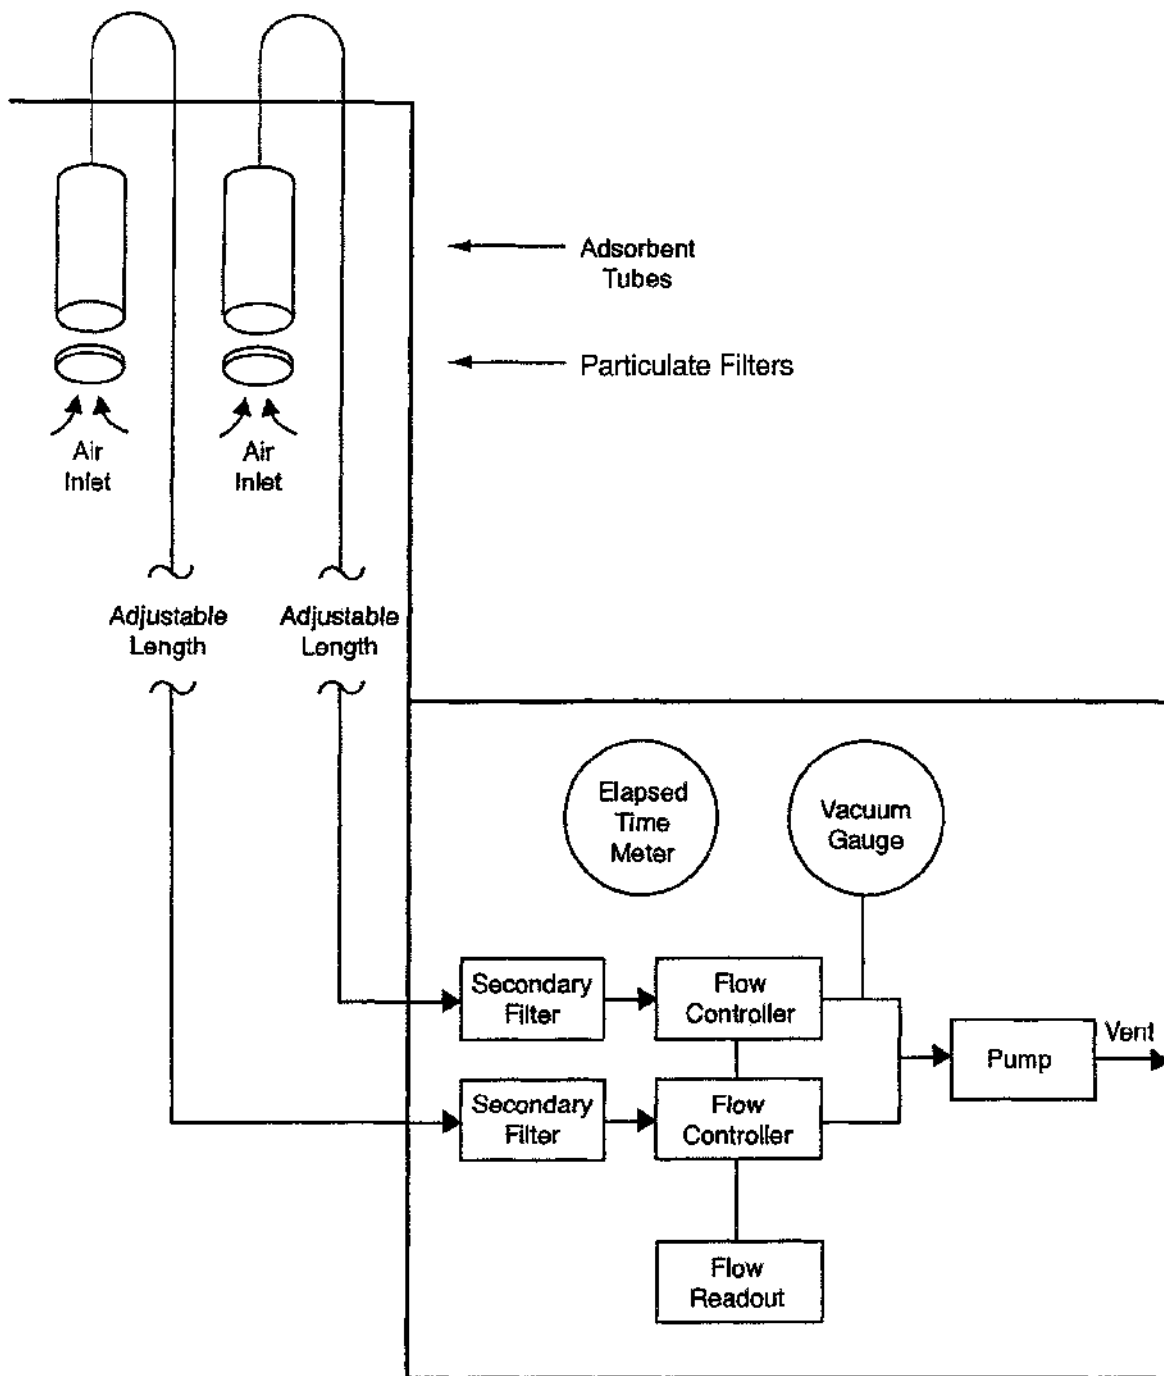 Adsorbent
Tubes
Particulate Filters
Air
Inlet
Air
Inlet
Adjustable
Length
Adjustable
Length
Elapsed
Time
Meter
Vacuum
Gauge
Secondary
Filter
Flow
Controller
Pump
Vent
Secondary
Filter
Flow
Controller
Flow
Readout